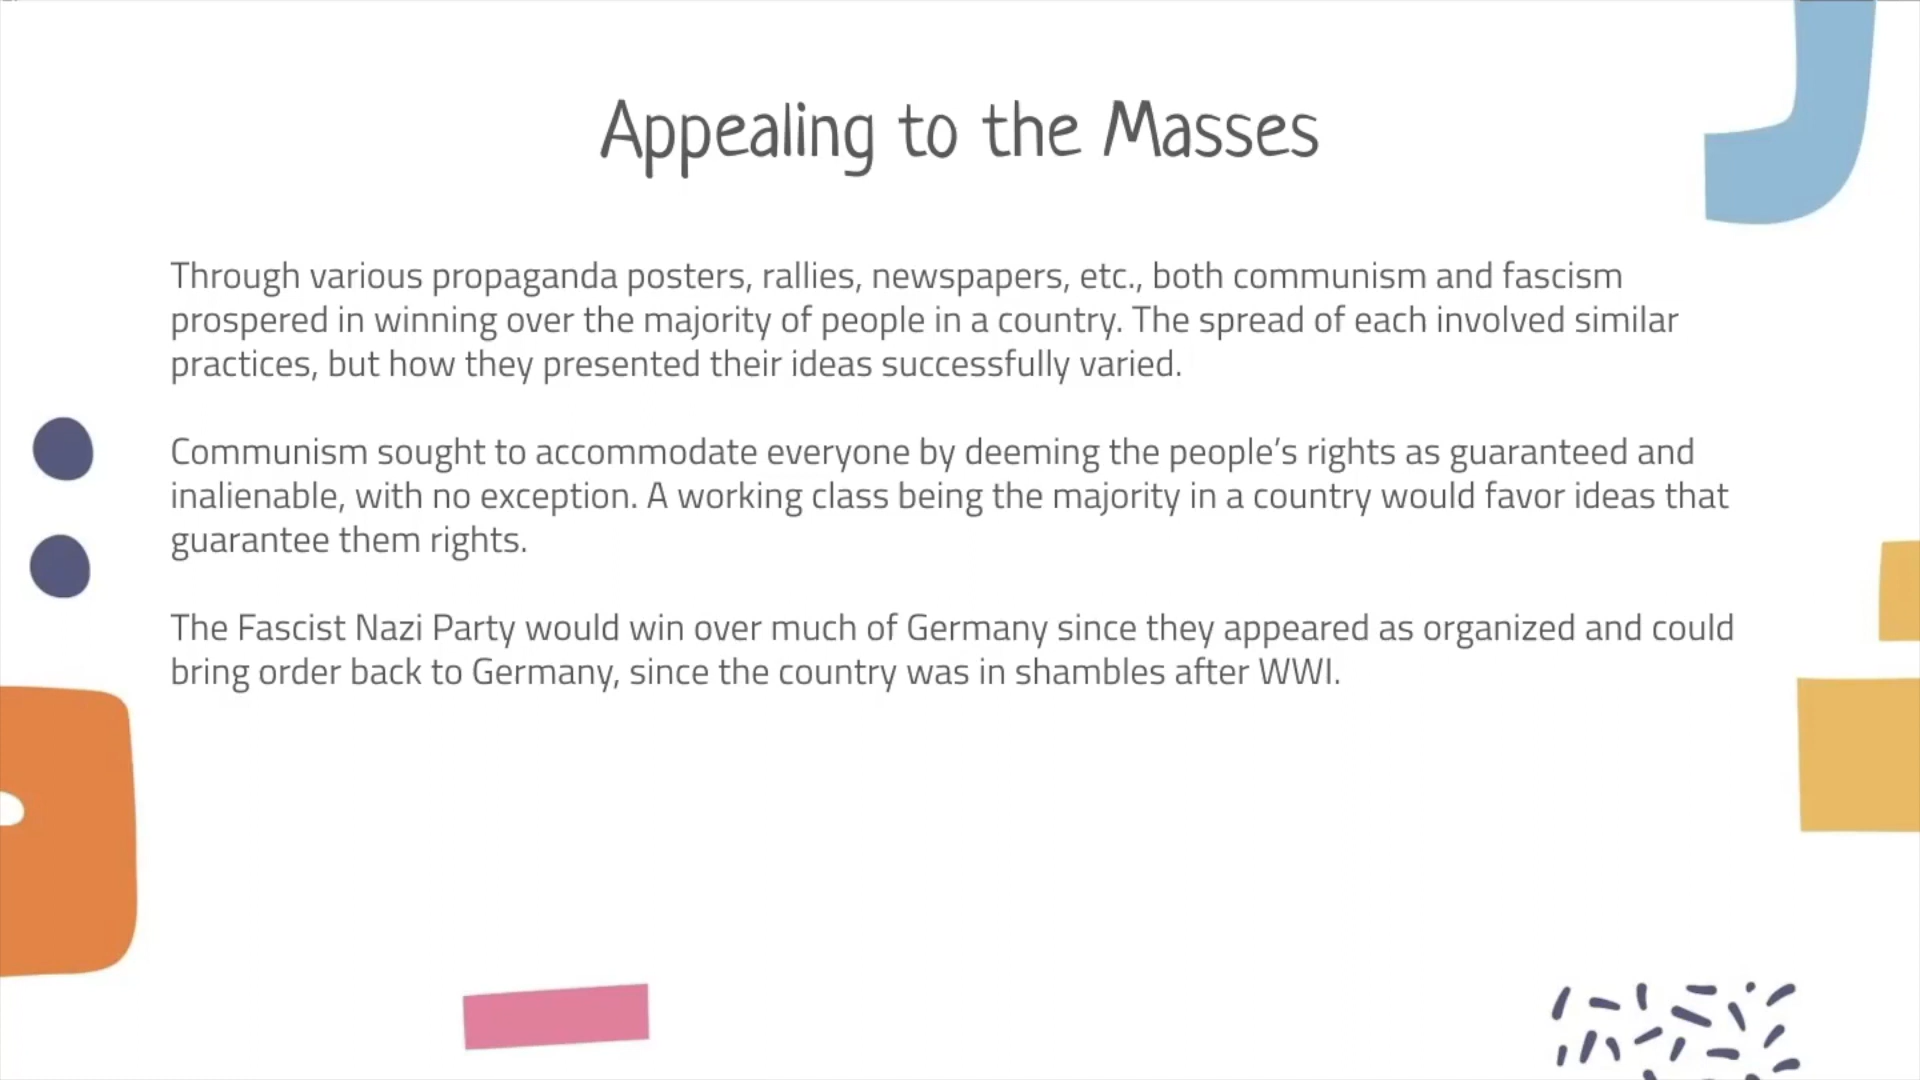 Appealing to the Masses
Through various propaganda posters, rallies, newspapers, etc., both communism and fascism
prospered in winning over the majority of people in a country. The spread of each involved similar
practices, but how they presented their ideas successfully varied.
Communism sought to accommodate everyone by deeming the people’s rights as guaranteed and
inalienable, with no exception. A working class being the majority in a country would favor ideas that
guarantee them rights.
The Fascist Nazi Party would win over much of Germany since they appeared as organized and could
bring order back to Germany, since the country was in shambles after WWI.